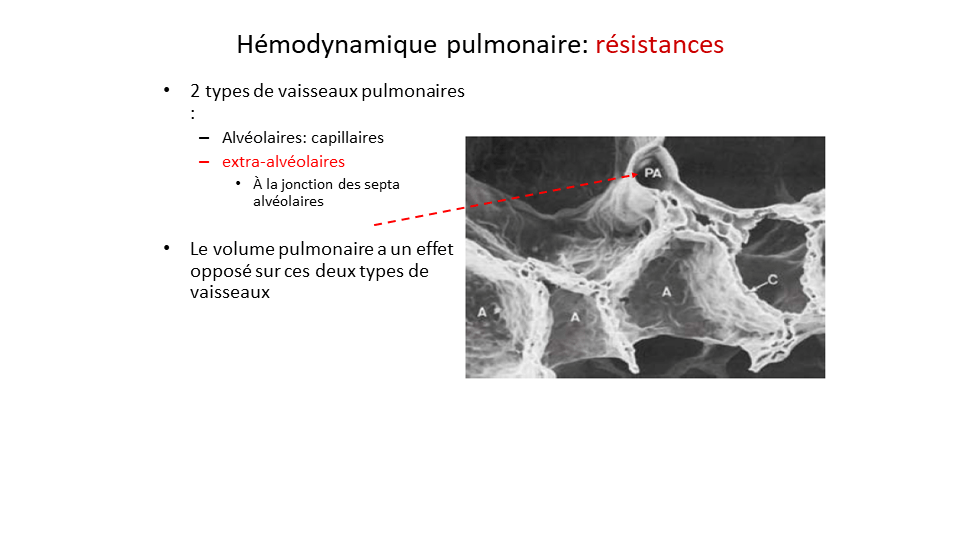 Hémodynamique pulmonaire: résistances
• 2 types de vaisseaux pulmonaires
:
– Alvéolaires: capillaires
– extra-alvéolaires
• À la jonction des septa
alvéolaires
• Le volume pulmonaire a un effet
opposé sur ces deux types de
vaisseaux
PA
A
C
A
A